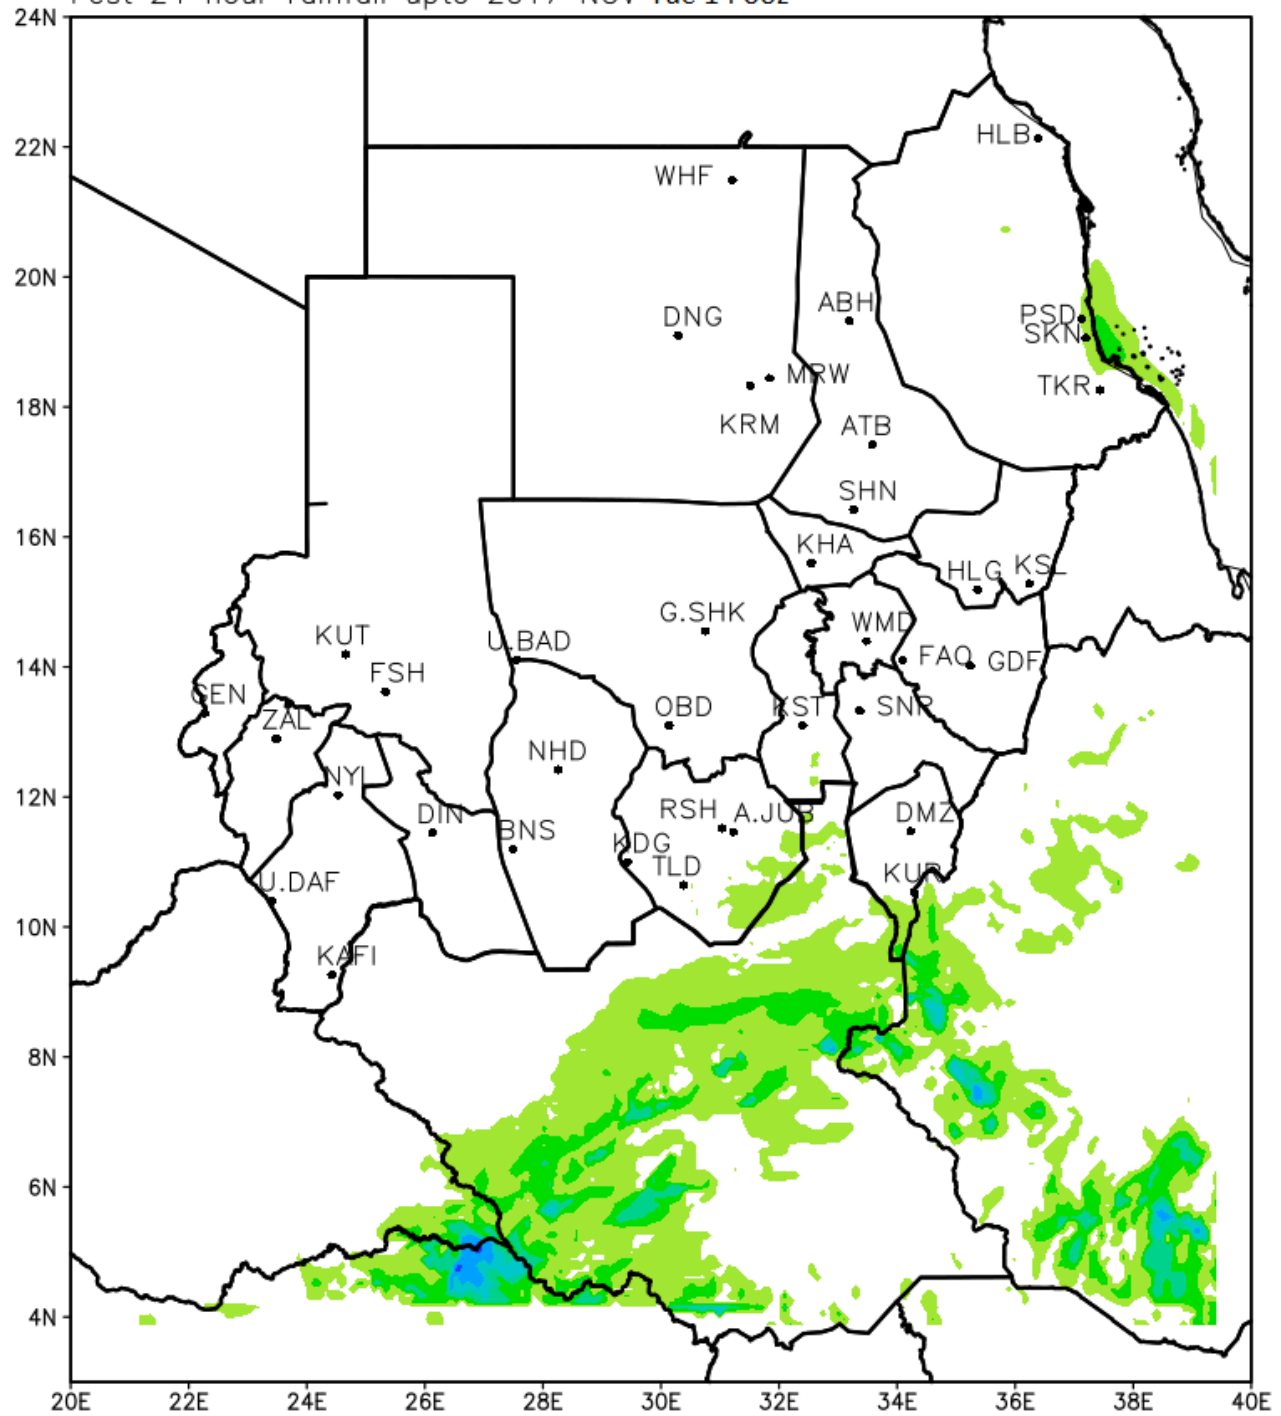 24N
22N
HLB
WHF
20N
ABH
DNG
PSD
SKN
MRW
TKR
18N
KRM
ATB
SHN
16N
KHA
HLG KSL
G.SHK
KUT
U.BAD
WMD
14N
FSH
FAO GDF
GEN
ZAL
OBD
KST
SNR
NHD
NYL
12N
DIN
RSH A.JUB
DMZ
BNS
KDG
TLD
KUR
U.DAF
10N
KAFI
8N
6N
4N
20E 22E 24E 26E 28E 30E 32E 34E 36E 38E 40E